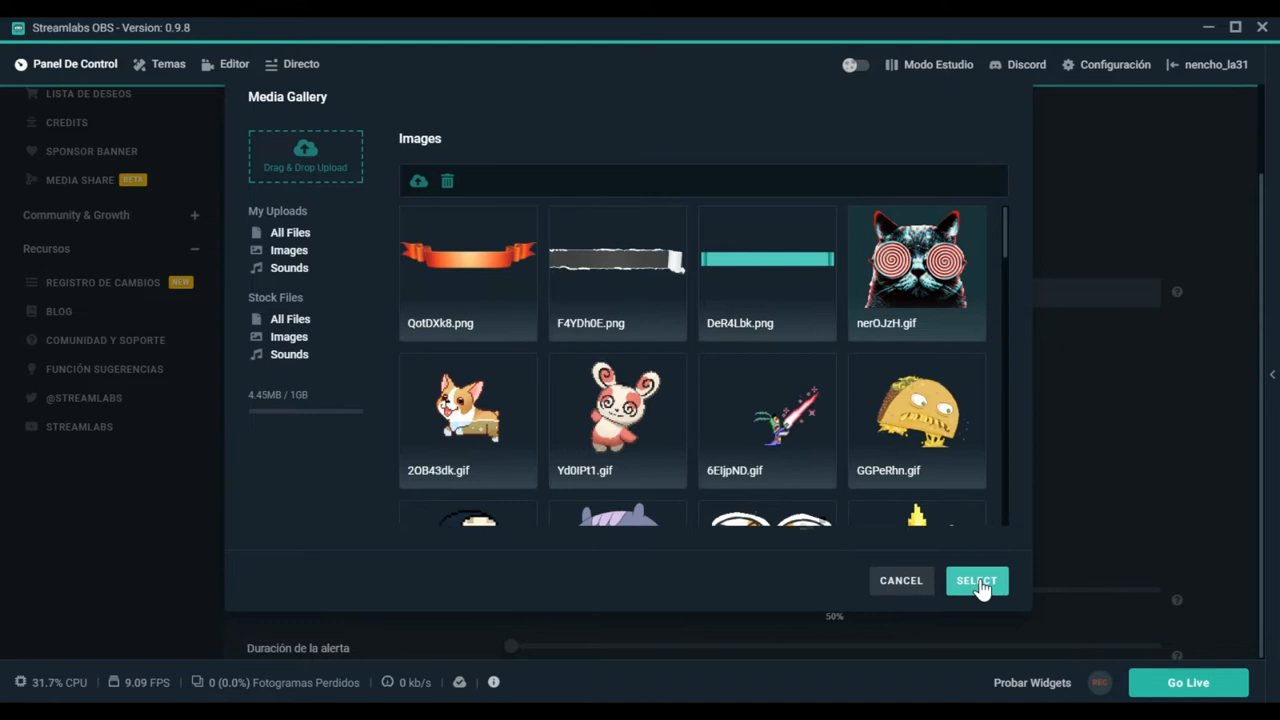 Streamlabs OBS - Version: 0.9.8
Panel De Control Temas Editor Directo Modo Estudio Discord Configuración nencho_la31
LISTA DE DESEOS
CREDITS
SPONSOR BANNER
MEDIA SHARE BETA
Community & Growth +
Recursos −
REGISTRO DE CAMBIOS NEW
BLOG
COMUNIDAD Y SOPORTE
FUNCIÓN SUGERENCIAS
@STREAMLABS
STREAMLABS
Media Gallery
Drag & Drop Upload
My Uploads
All Files
Images
Sounds
Stock Files
All Files
Images
Sounds
4.45MB / 1GB
Images
QotDXk8.png F4YDh0E.png DeR4Lbk.png nerOJzH.gif
2OB43dk.gif Yd0IPt1.gif 6EIjpND.gif GGPeRhn.gif
CANCEL SELECT
50%
Duración de la alerta
31.7% CPU 9.09 FPS 0 (0.0%) Fotogramas Perdidos 0 kb/s Probar Widgets REC Go Live